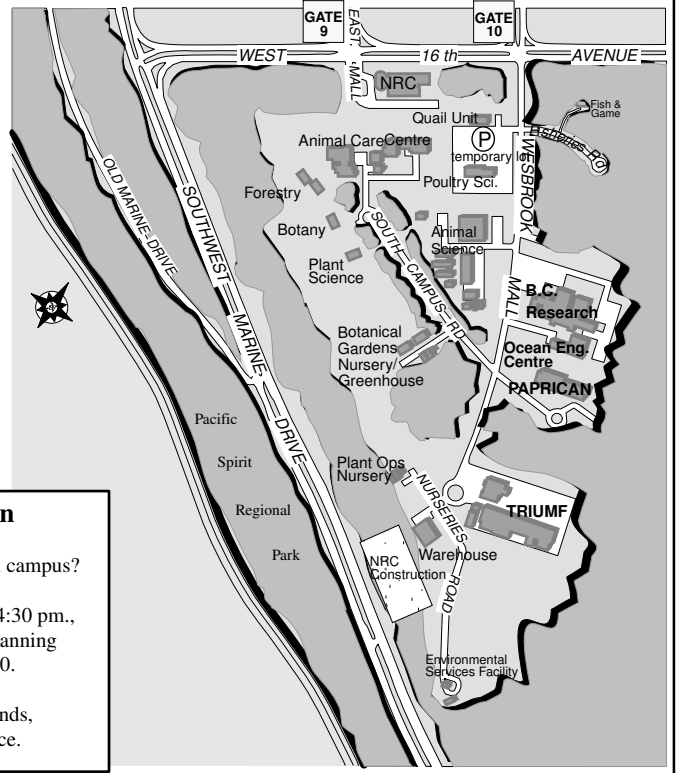 GATE
9
GATE
10
EAST MALL
WEST 16 th AVENUE
NRC
Quail Unit
Fish &
Game
P
temporary lot
Fisheries Rd
Animal Care Centre
Poultry Sci.
WESBROOK MALL
Forestry
OLD MARINE DRIVE
SOUTHWEST MARINE DRIVE
Botany
SOUTH CAMPUS RD
Animal
Science
Plant
Science
B.C.
Research
Botanical
Gardens
Nursery/
Greenhouse
Ocean Eng.
Centre
PAPRICAN
Pacific
Spirit
Regional
Park
Plant Ops
Nursery
NURSERIES ROAD
TRIUMF
Warehouse
NRC
Construction
Environmental
Services Facility
campus?
4:30 pm.,
0.